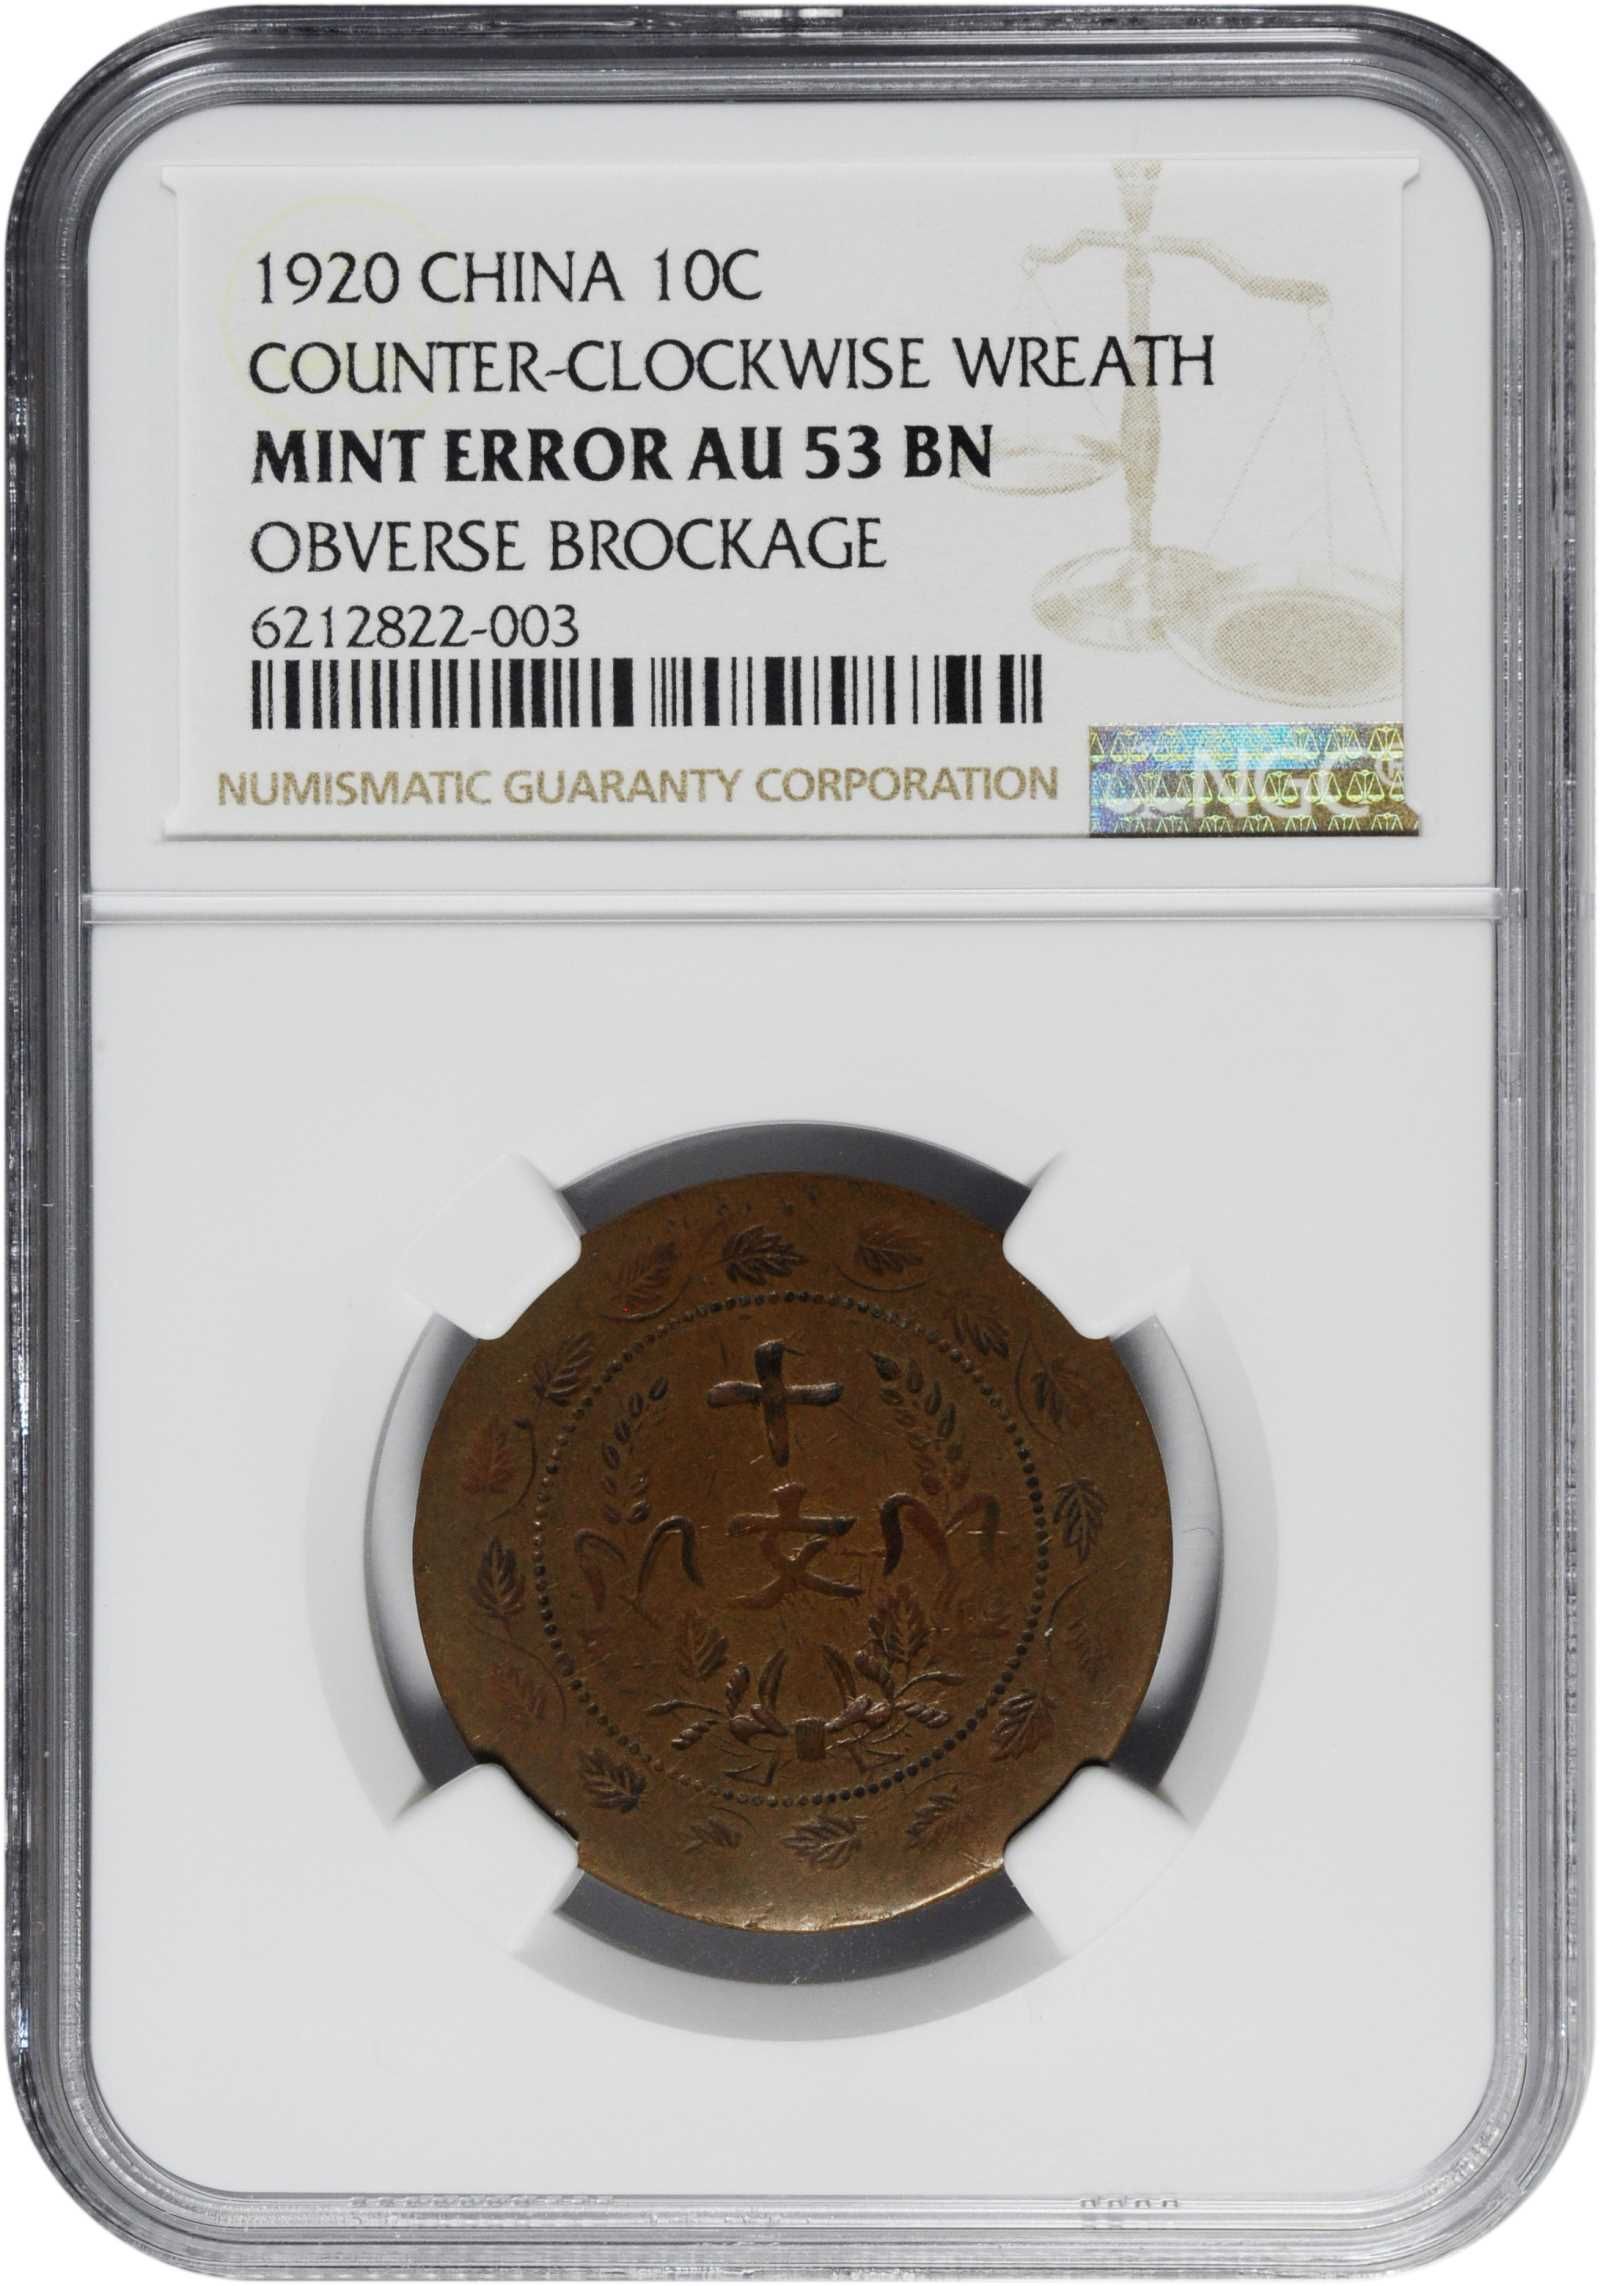 1920 CHINA 10C
COUNTER-CLOCKWISE WREATH
MINT ERROR AU 53 BN
OBVERSE BROCKAGE
6212822-003
NUMISMATIC GUARANTY CORPORATION
NGC
十
文